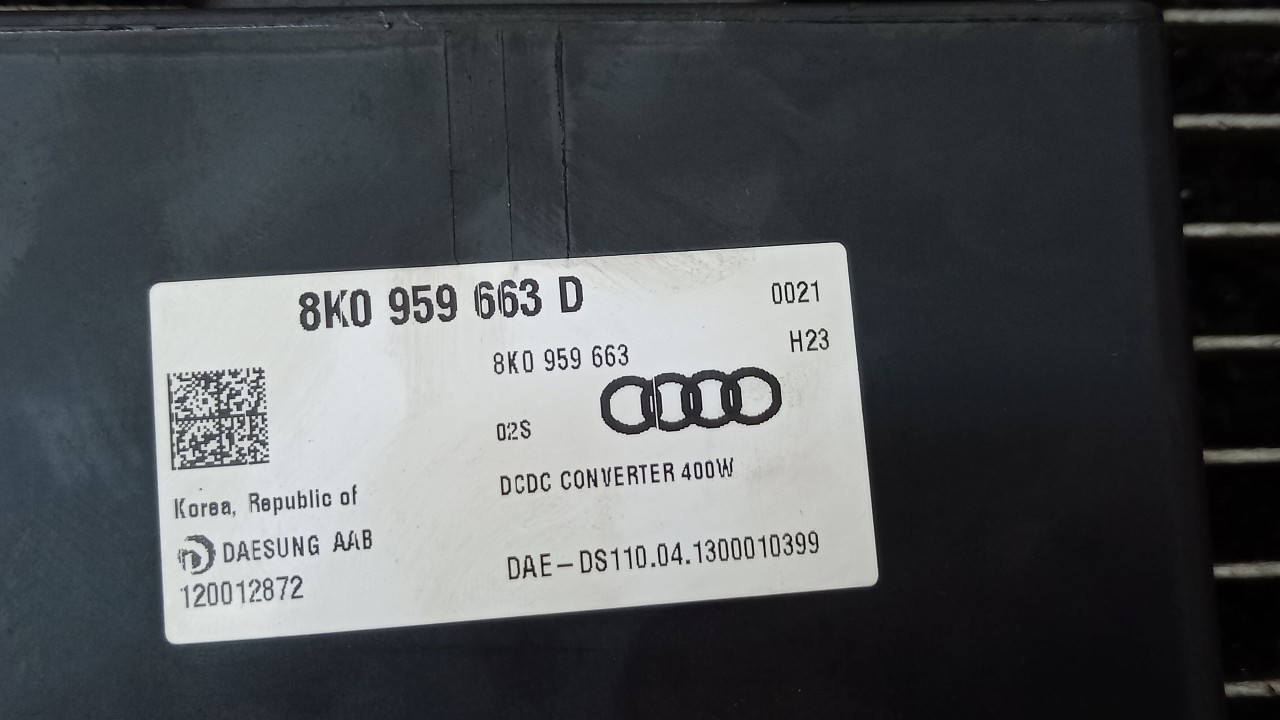 8K0 959 663 D
0021
8K0 959 663
H23
02S
DCDC CONVERTER 400W
Korea, Republic of
DAESUNG AAB
DAE-DS110.04.1300010399
120012872